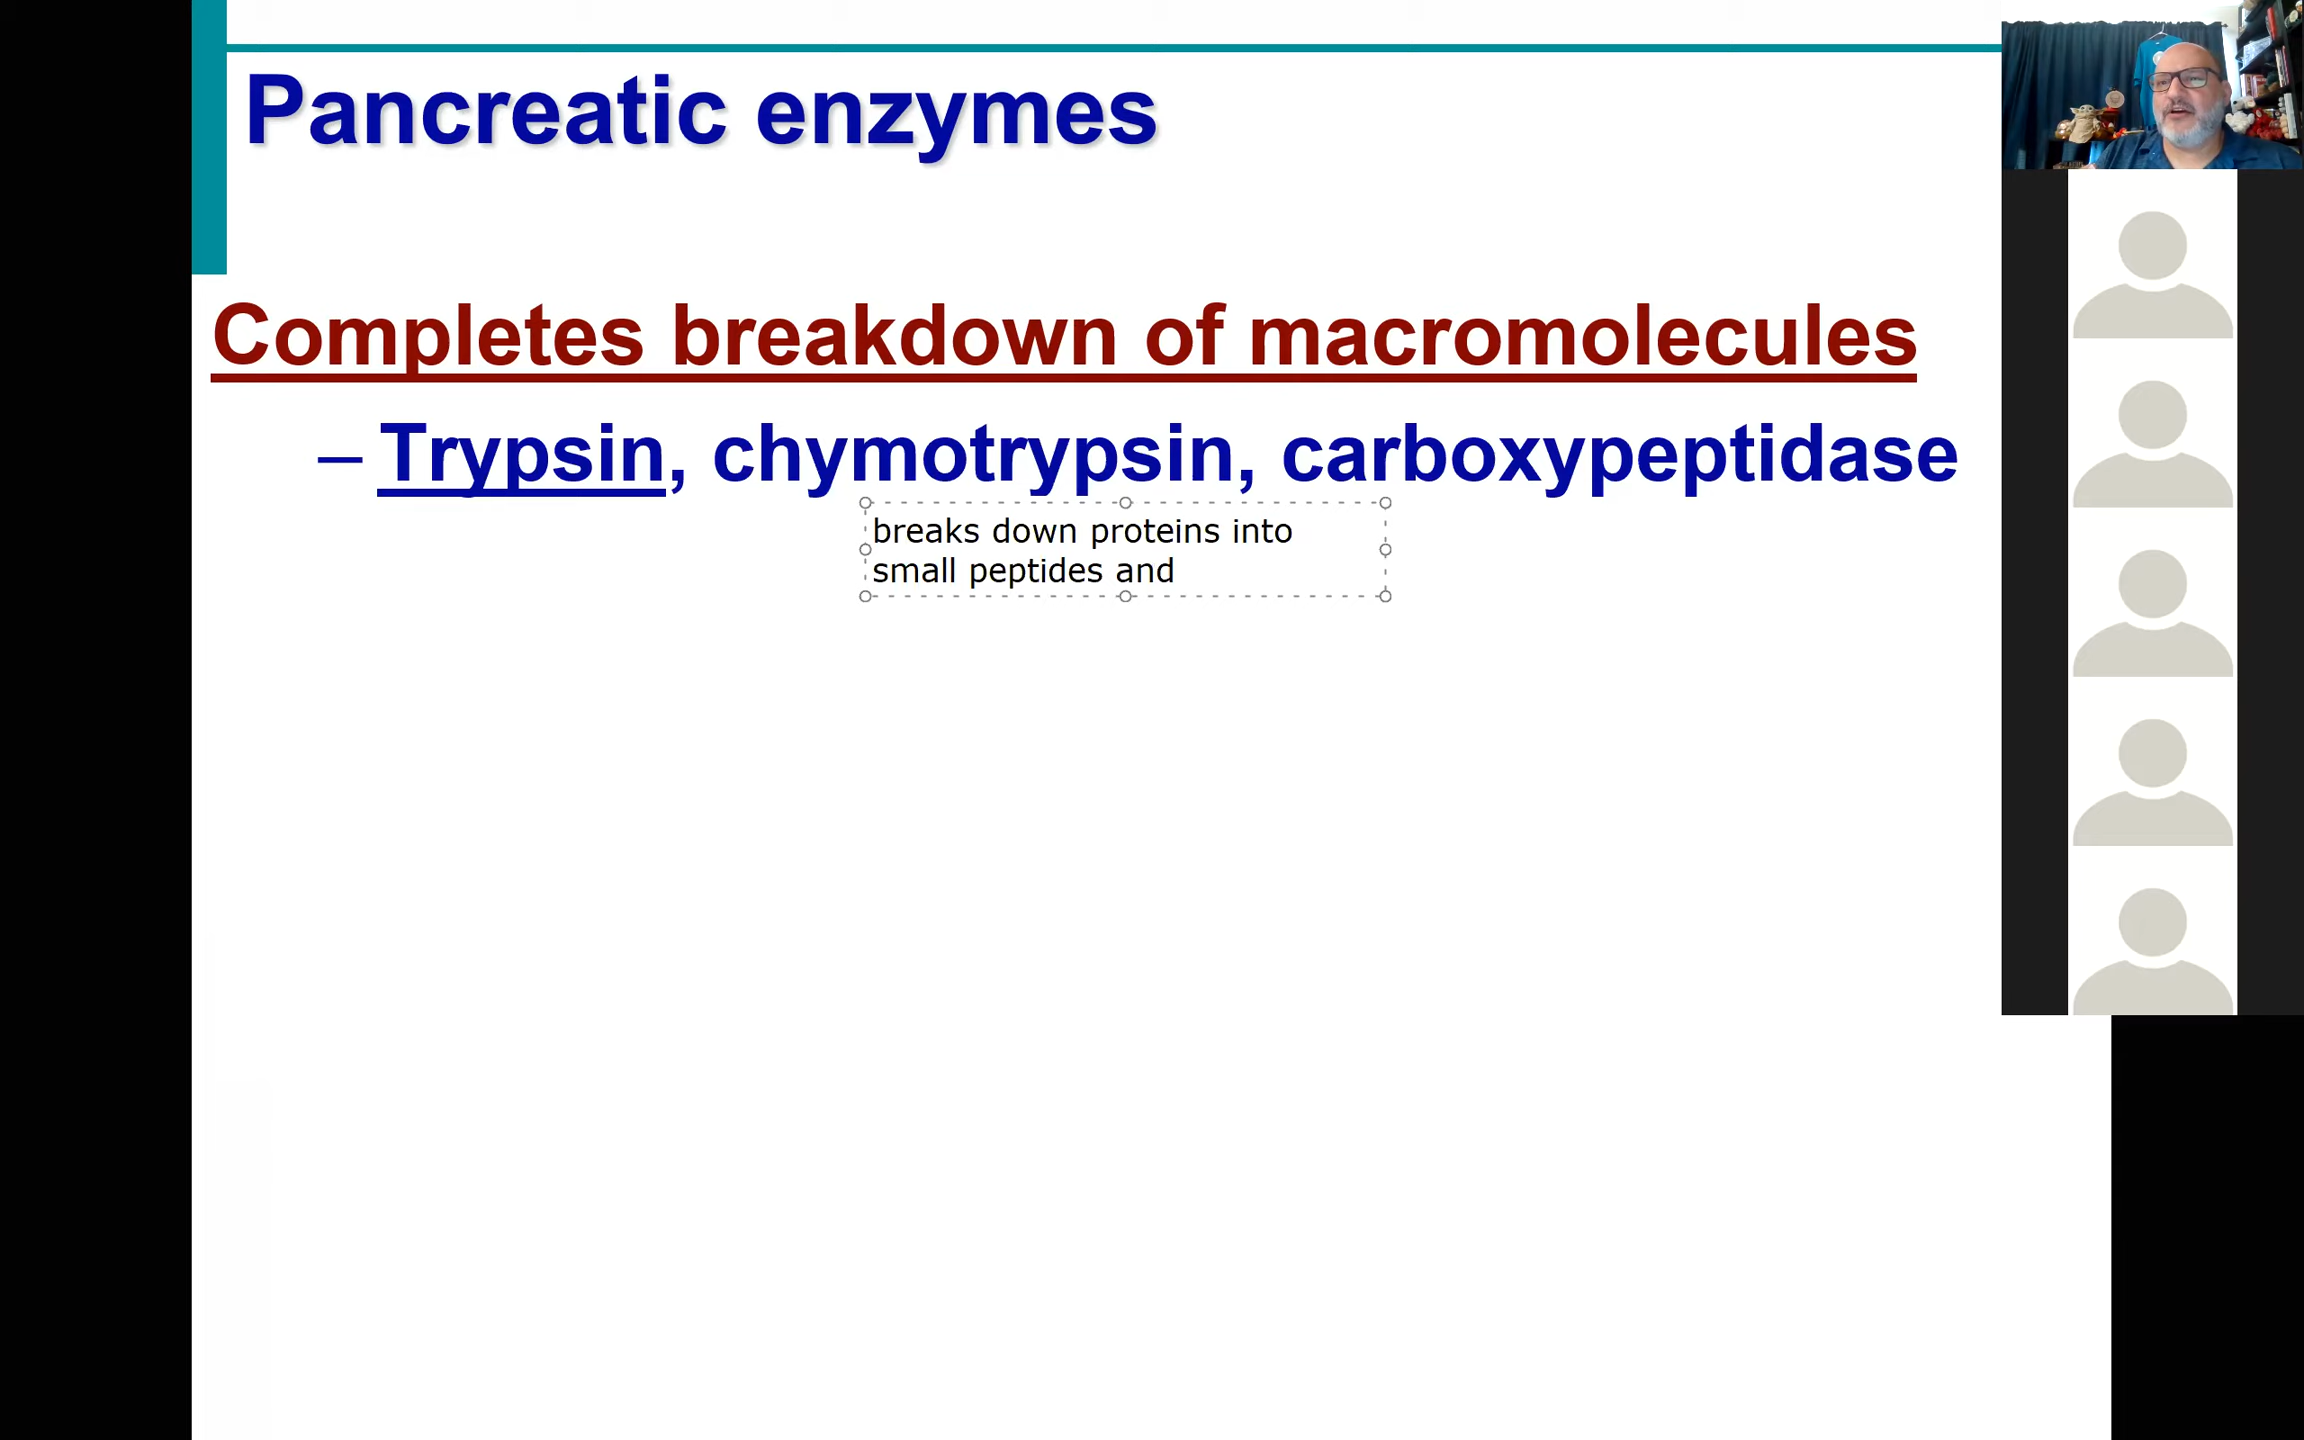 Pancreatic enzymes
Completes breakdown of macromolecules
– Trypsin, chymotrypsin, carboxypeptidase
breaks down proteins into
small peptides and